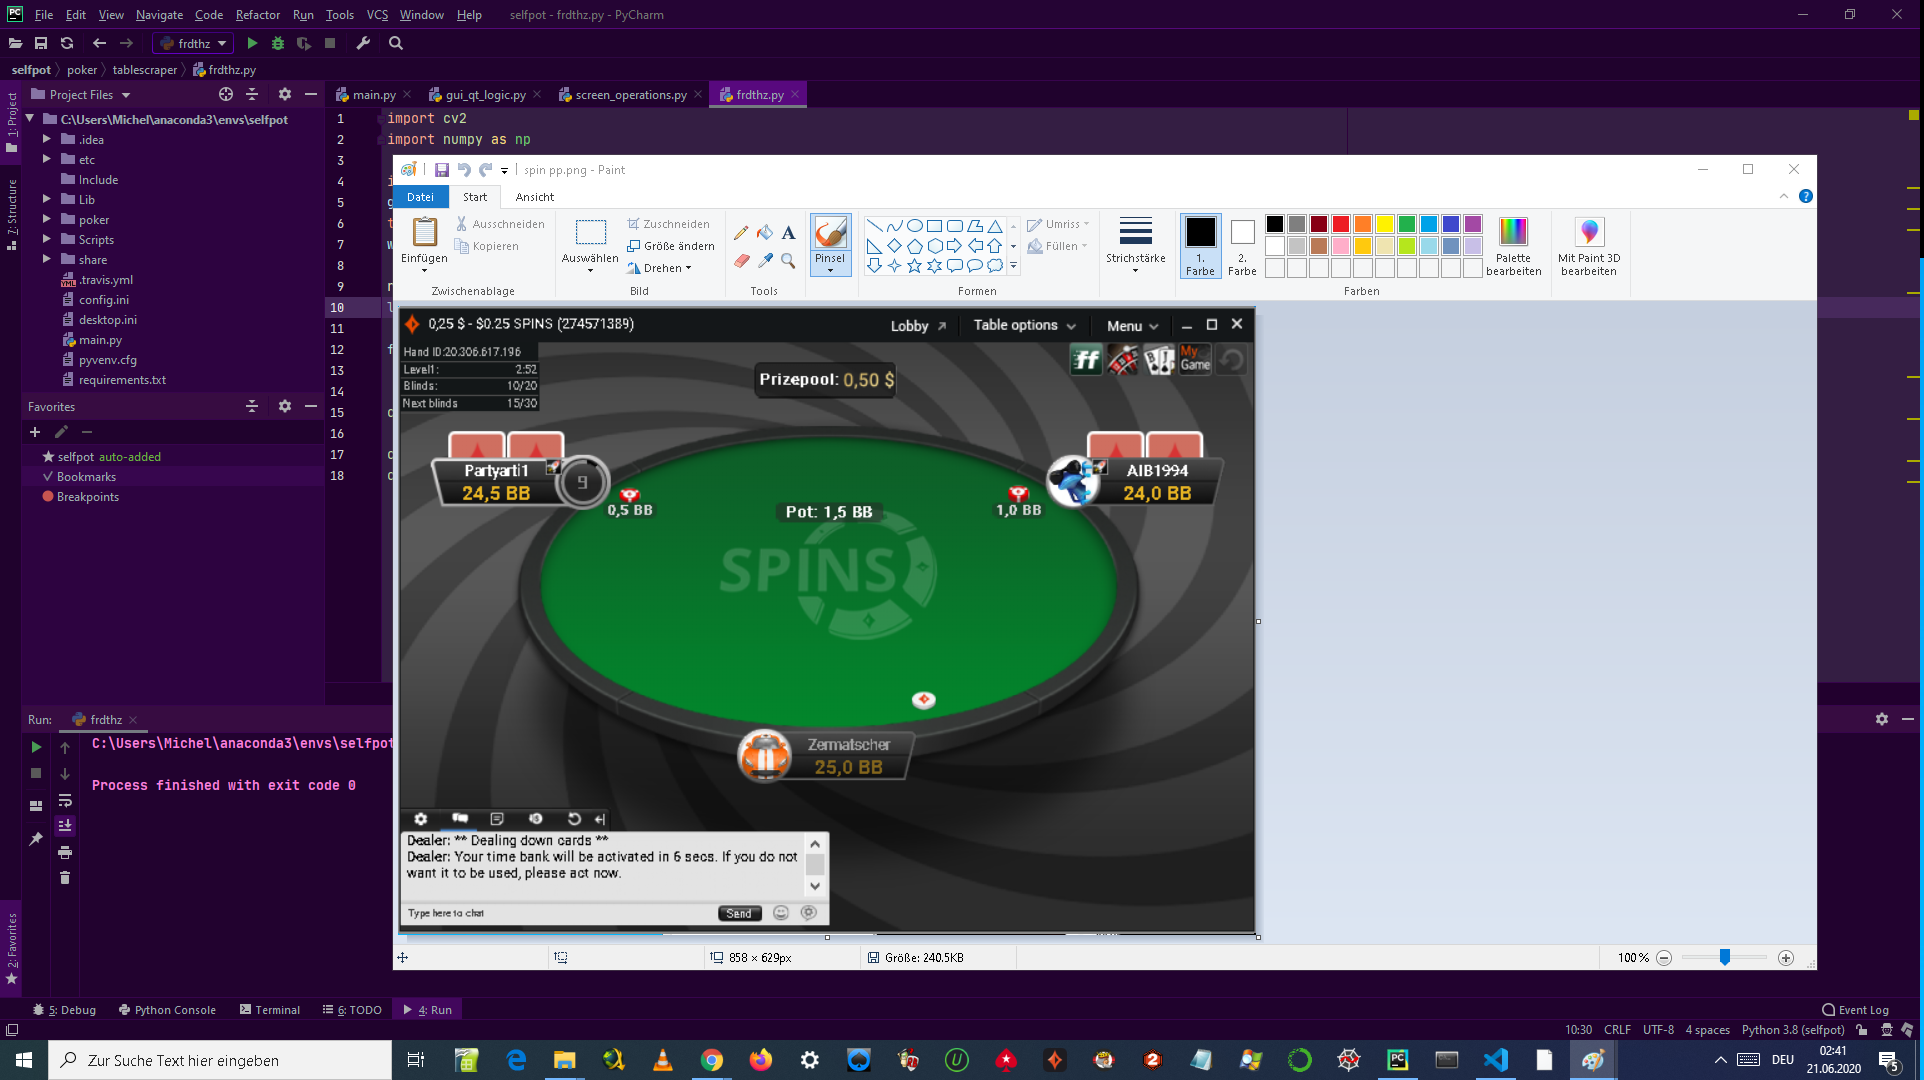 File Edit View Navigate Code Refactor Run Tools VCS Window Help selfpot - frdthz.py - PyCharm
frdthz
selfpot poker tablescraper frdthz.py
Project Files main.py gui_qt_logic.py screen_operations.py frdthz.py
1: Project
7: Structure
2: Favorites
C:\Users\Michel\anaconda3\envs\selfpot
.idea
etc
Include
Lib
poker
Scripts
share
.travis.yml
config.ini
desktop.ini
main.py
pyvenv.cfg
requirements.txt
Favorites
selfpot auto-added
Bookmarks
Breakpoints
1 import cv2
2 import numpy as np
3
4 i
5 g
6 t
7 w
8
9 r
10 l
11
12 f
13
14
15 d
16
17 d
18 d
spin pp.png - Paint
Datei Start Ansicht
Einfügen
Ausschneiden
Kopieren
Zwischenablage
Auswählen
Zuschneiden
Größe ändern
Drehen
Bild
A
Tools
Pinsel
Umriss
Füllen
Formen
Strichstärke
1. Farbe
2. Farbe
Palette bearbeiten
Farben
Mit Paint 3D bearbeiten
0,25 $ - $0.25 SPINS (274571389) Lobby Table options Menu
Hand ID:20.306.617.196
Level1: 2:52
Blinds: 10/20
Next blinds 15/30
Prizepool: 0,50 $
ff My Game
Partyarti1
24,5 BB
9
0,5 BB
Pot: 1,5 BB
1,0 BB
AIB1994
24,0 BB
SPINS
Zermatscher
25,0 BB
Dealer: ** Dealing down cards **
Dealer: Your time bank will be activated in 6 secs. If you do not
want it to be used, please act now.
Type here to chat Send
858 × 629px Größe: 240,5KB 100 %
Run: frdthz
C:\Users\Michel\anaconda3\envs\selfpot
Process finished with exit code 0
5: Debug Python Console Terminal 6: TODO 4: Run Event Log
10:30 CRLF UTF-8 4 spaces Python 3.8 (selfpot)
Zur Suche Text hier eingeben
DEU 02:41
21.06.2020
5